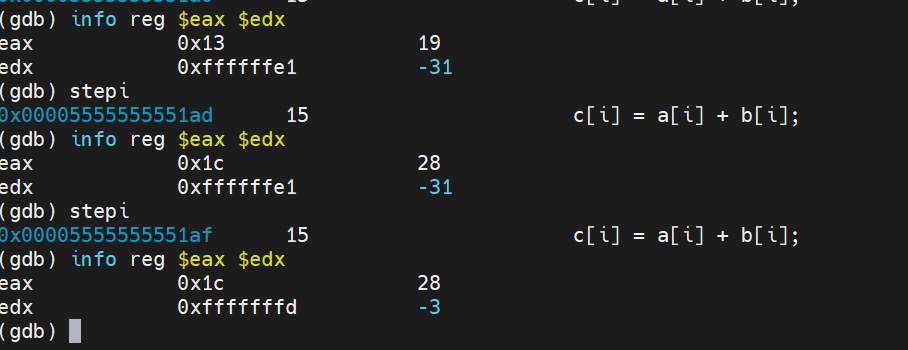 (gdb) info reg $eax $edx
eax            0x13                19
edx            0xffffffe1          -31
(gdb) stepi
0x00005555555551ad      15                      c[i] = a[i] + b[i];
(gdb) info reg $eax $edx
eax            0x1c                28
edx            0xffffffe1          -31
(gdb) stepi
0x00005555555551af      15                      c[i] = a[i] + b[i];
(gdb) info reg $eax $edx
eax            0x1c                28
edx            0xfffffffd          -3
(gdb)